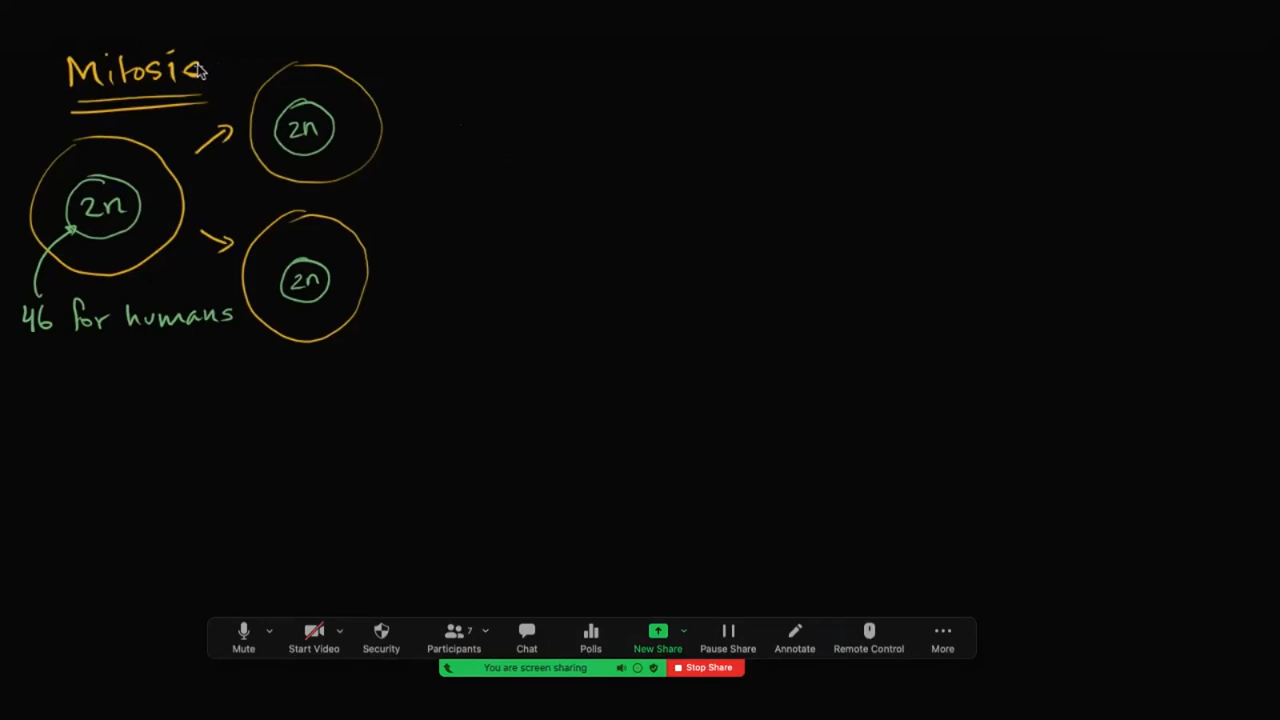 Mitosis
2n
2n
2n
46 for humans
7
Mute
Start Video
Security
Participants
Chat
Polls
New Share
Pause Share
Annotate
Remote Control
More
You are screen sharing
Stop Share